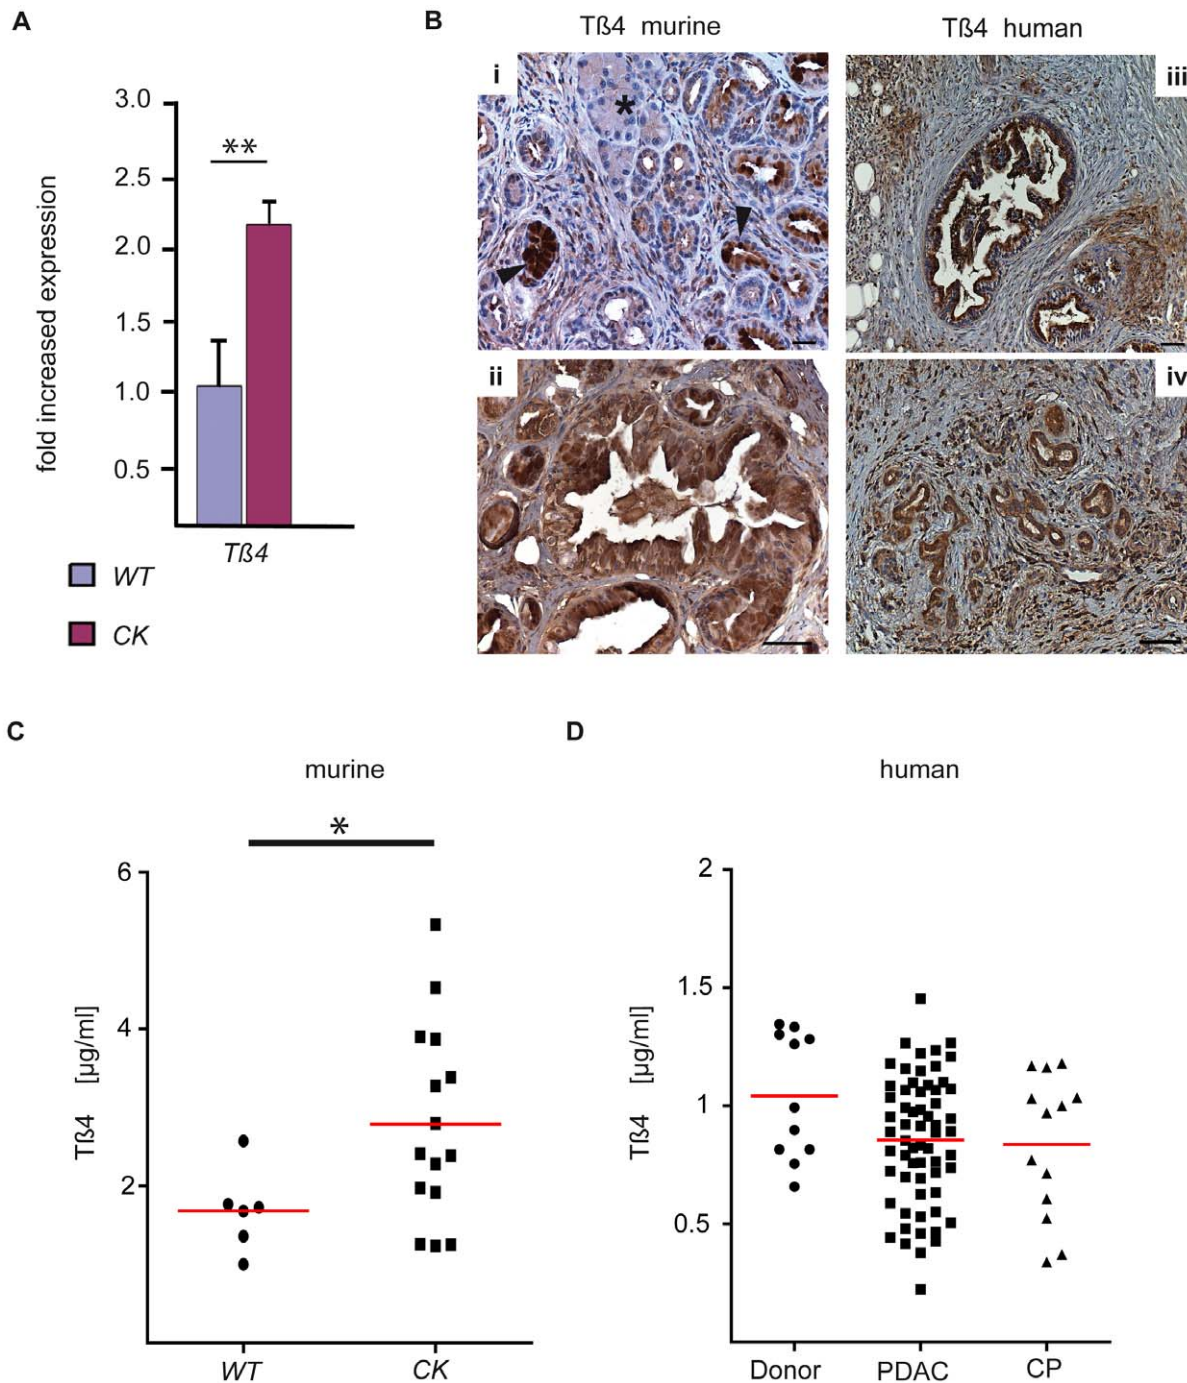 A
B
Tß4 murine
Tß4 human
3.0
2.5
2.0
1.5
1.0
0.5
fold increased expression
**
Tß4
WT
CK
i
*
ii
iii
iv
C
murine
*
6
4
2
Tß4 [µg/ml]
WT
CK
D
human
2
1.5
1
0.5
Tß4 [µg/ml]
Donor
PDAC
CP